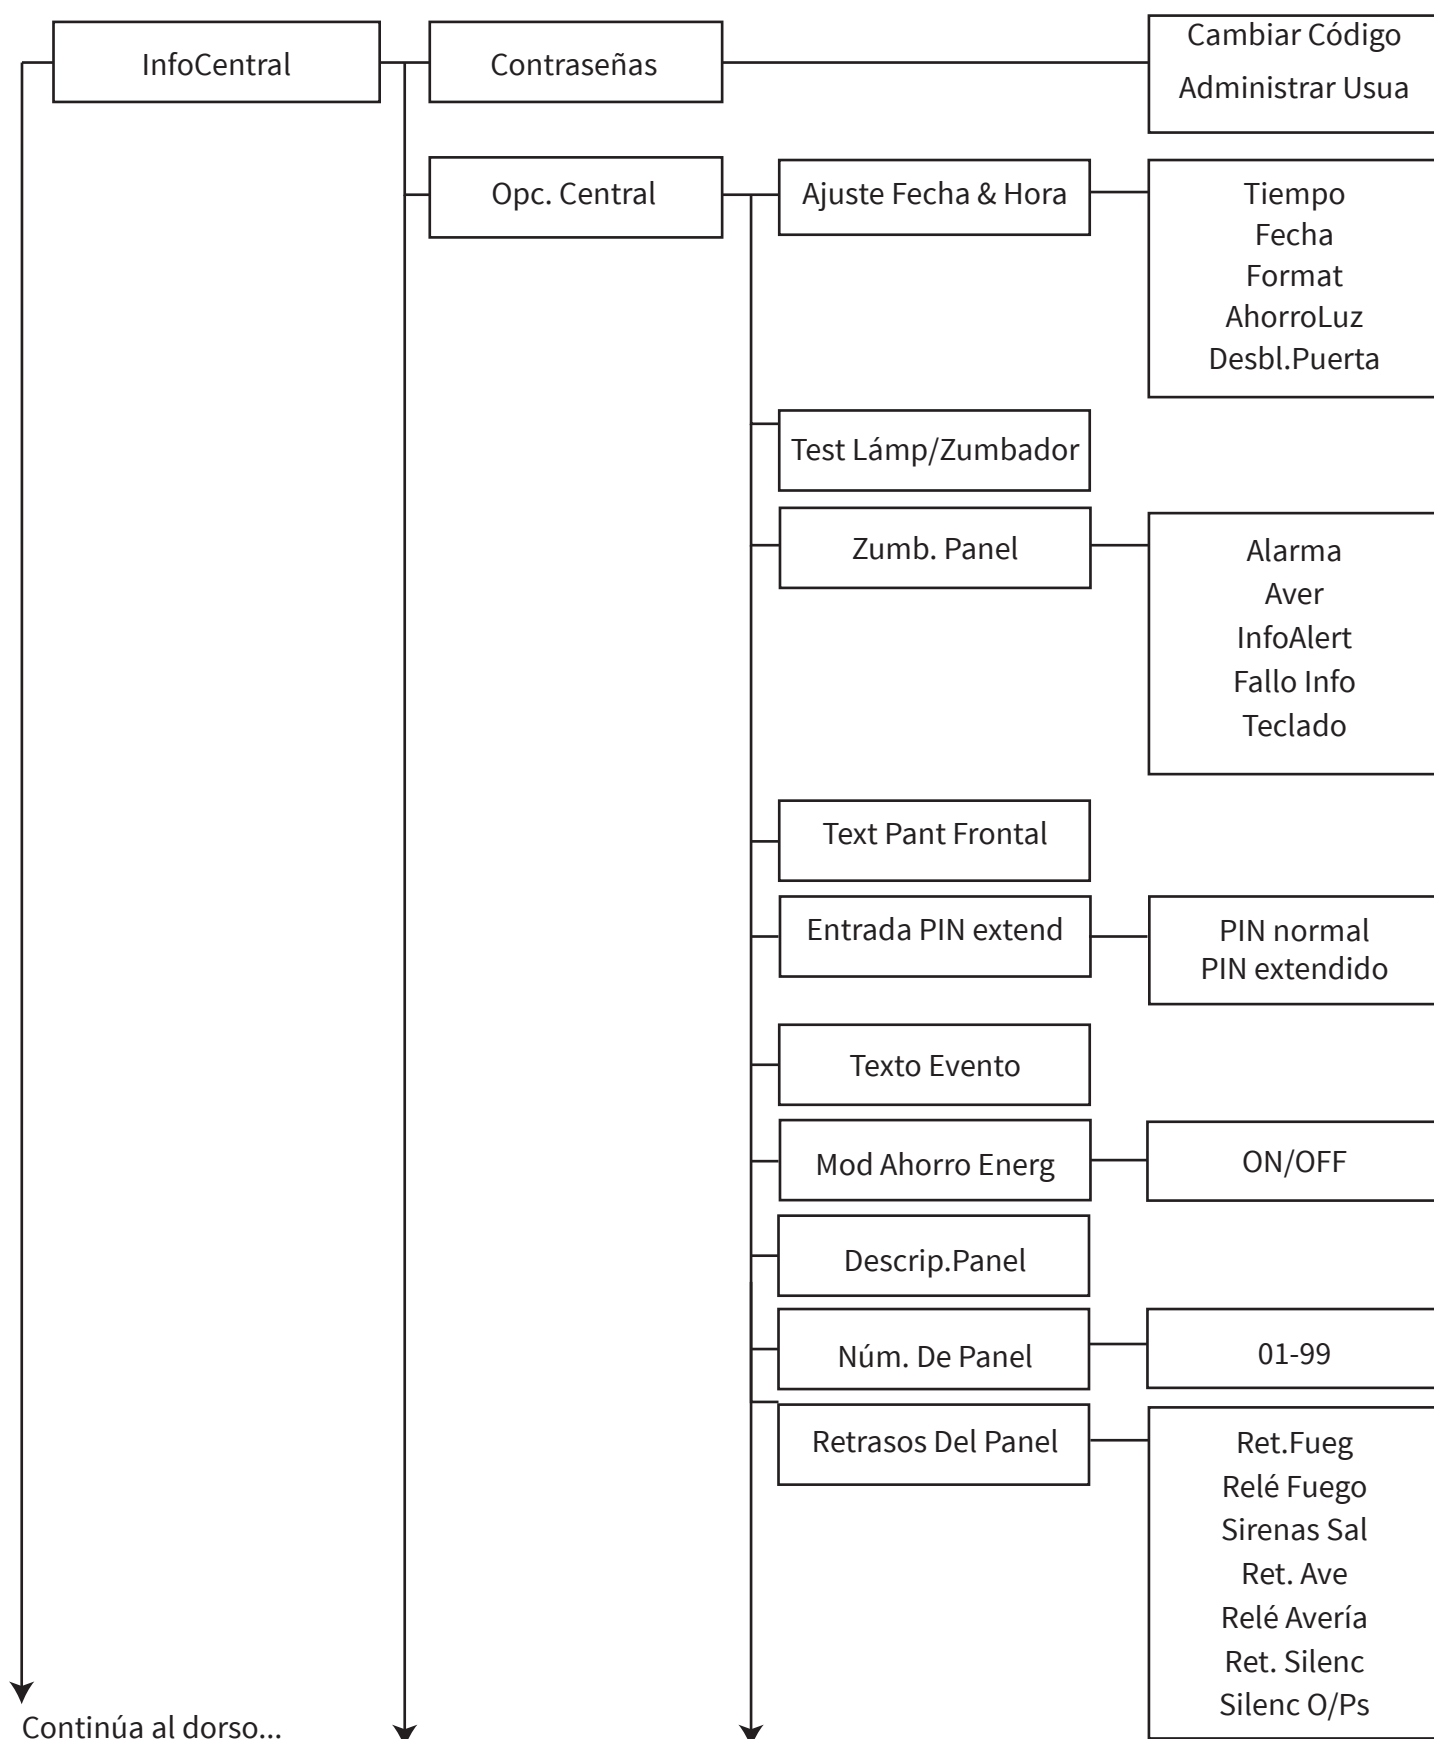 InfoCentral
Contraseñas
Cambiar Código
Administrar Usua
Opc. Central
Ajuste Fecha & Hora
Tiempo
Fecha
Format
AhorroLuz
Desbl.Puerta
Test Lámp/Zumbador
Zumb. Panel
Alarma
Aver
InfoAlert
Fallo Info
Teclado
Text Pant Frontal
Entrada PIN extend
PIN normal
PIN extendido
Texto Evento
Mod Ahorro Energ
ON/OFF
Descrip.Panel
Núm. De Panel
01-99
Retrasos Del Panel
Ret.Fueg
Relé Fuego
Sirenas Sal
Ret. Ave
Relé Avería
Ret. Silenc
Silenc O/Ps
Continúa al dorso...